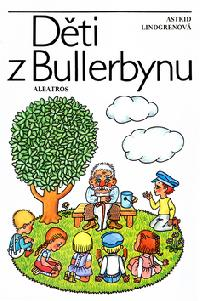 Děti
z Bullerbynu
ASTRID
LINDGRENOVÁ
ALBATROS